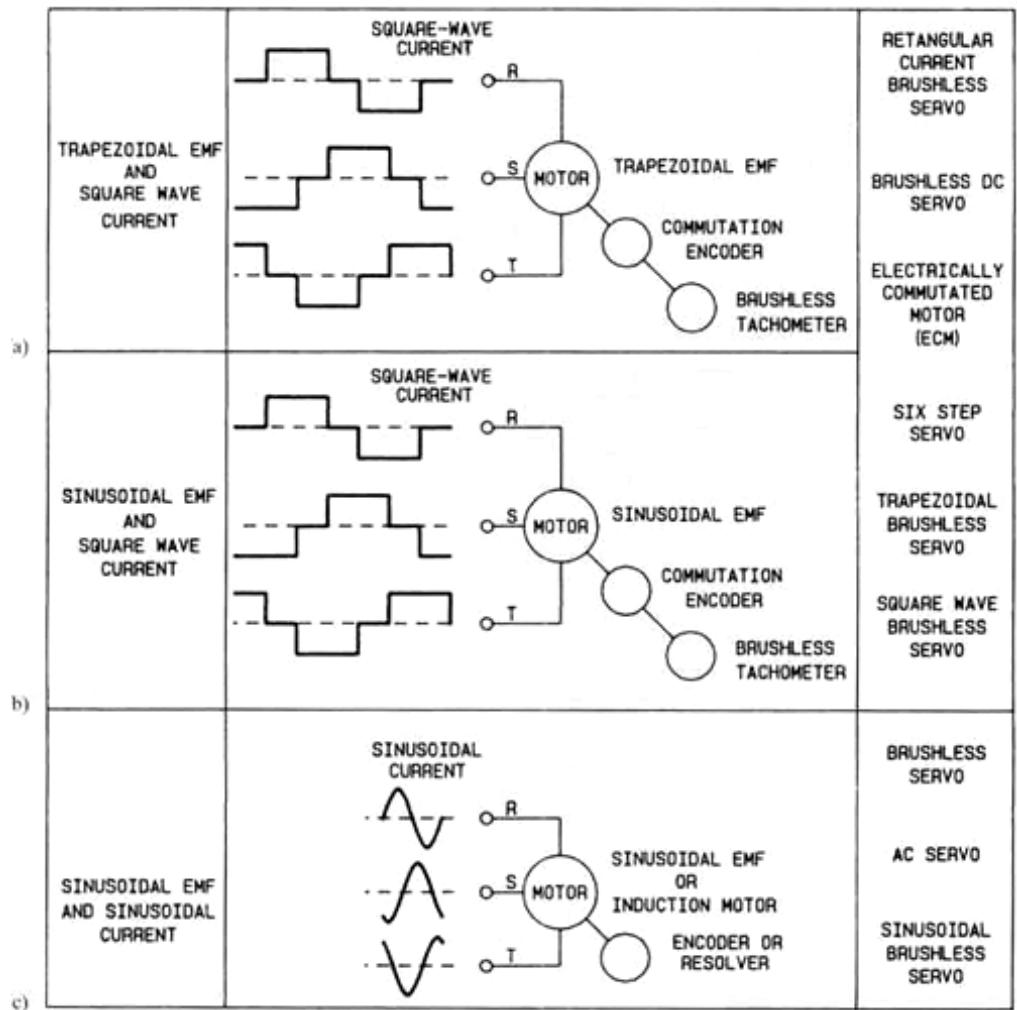 a)
TRAPEZOIDAL EMF
AND
SQUARE WAVE
CURRENT
SQUARE-WAVE
CURRENT
R
S
T
MOTOR
TRAPEZOIDAL EMF
COMMUTATION
ENCODER
BRUSHLESS
TACHOMETER
b)
SINUSOIDAL EMF
AND
SQUARE WAVE
CURRENT
SQUARE-WAVE
CURRENT
R
S
T
MOTOR
SINUSOIDAL EMF
COMMUTATION
ENCODER
BRUSHLESS
TACHOMETER
RETANGULAR
CURRENT
BRUSHLESS
SERVO
BRUSHLESS DC
SERVO
ELECTRICALLY
COMMUTATED
MOTOR
(ECM)
SIX STEP
SERVO
TRAPEZOIDAL
BRUSHLESS
SERVO
SQUARE WAVE
BRUSHLESS
SERVO
c)
SINUSOIDAL EMF
AND SINUSOIDAL
CURRENT
SINUSOIDAL
CURRENT
R
S
T
MOTOR
SINUSOIDAL EMF
OR
INDUCTION MOTOR
ENCODER OR
RESOLVER
BRUSHLESS
SERVO
AC SERVO
SINUSOIDAL
BRUSHLESS
SERVO